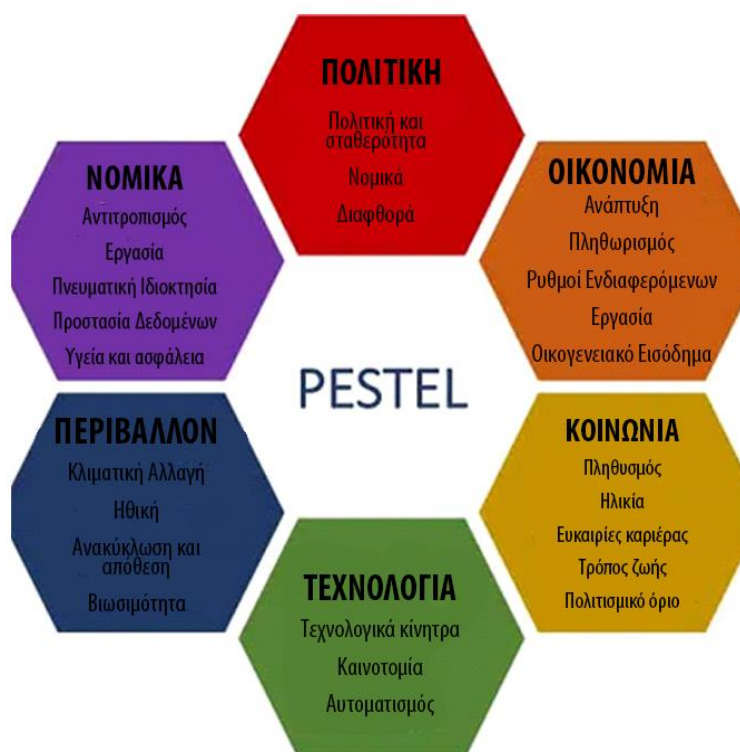 ΠΟΛΙΤΙΚΗ
Πολιτική και
σταθερότητα
Νομικά
Διαφθορά
ΝΟΜΙΚΑ
Αντιτροπισμός
Εργασία
Πνευματική Ιδιοκτησία
Προστασία Δεδομένων
Υγεία και ασφάλεια
ΟΙΚΟΝΟΜΙΑ
Ανάπτυξη
Πληθωρισμός
Ρυθμοί Ενδιαφερόμενων
Εργασία
Οικογενειακό Εισόδημα
PESTEL
ΠΕΡΙΒΑΛΛΟΝ
Κλιματική Αλλαγή
Ηθική
Ανακύκλωση και
απόθεση
Βιωσιμότητα
ΚΟΙΝΩΝΙΑ
Πληθυσμός
Ηλικία
Ευκαιρίες καριέρας
Τρόπος ζωής
Πολιτισμικό όριο
ΤΕΧΝΟΛΟΓΙΑ
Τεχνολογικά κίνητρα
Καινοτομία
Αυτοματισμός